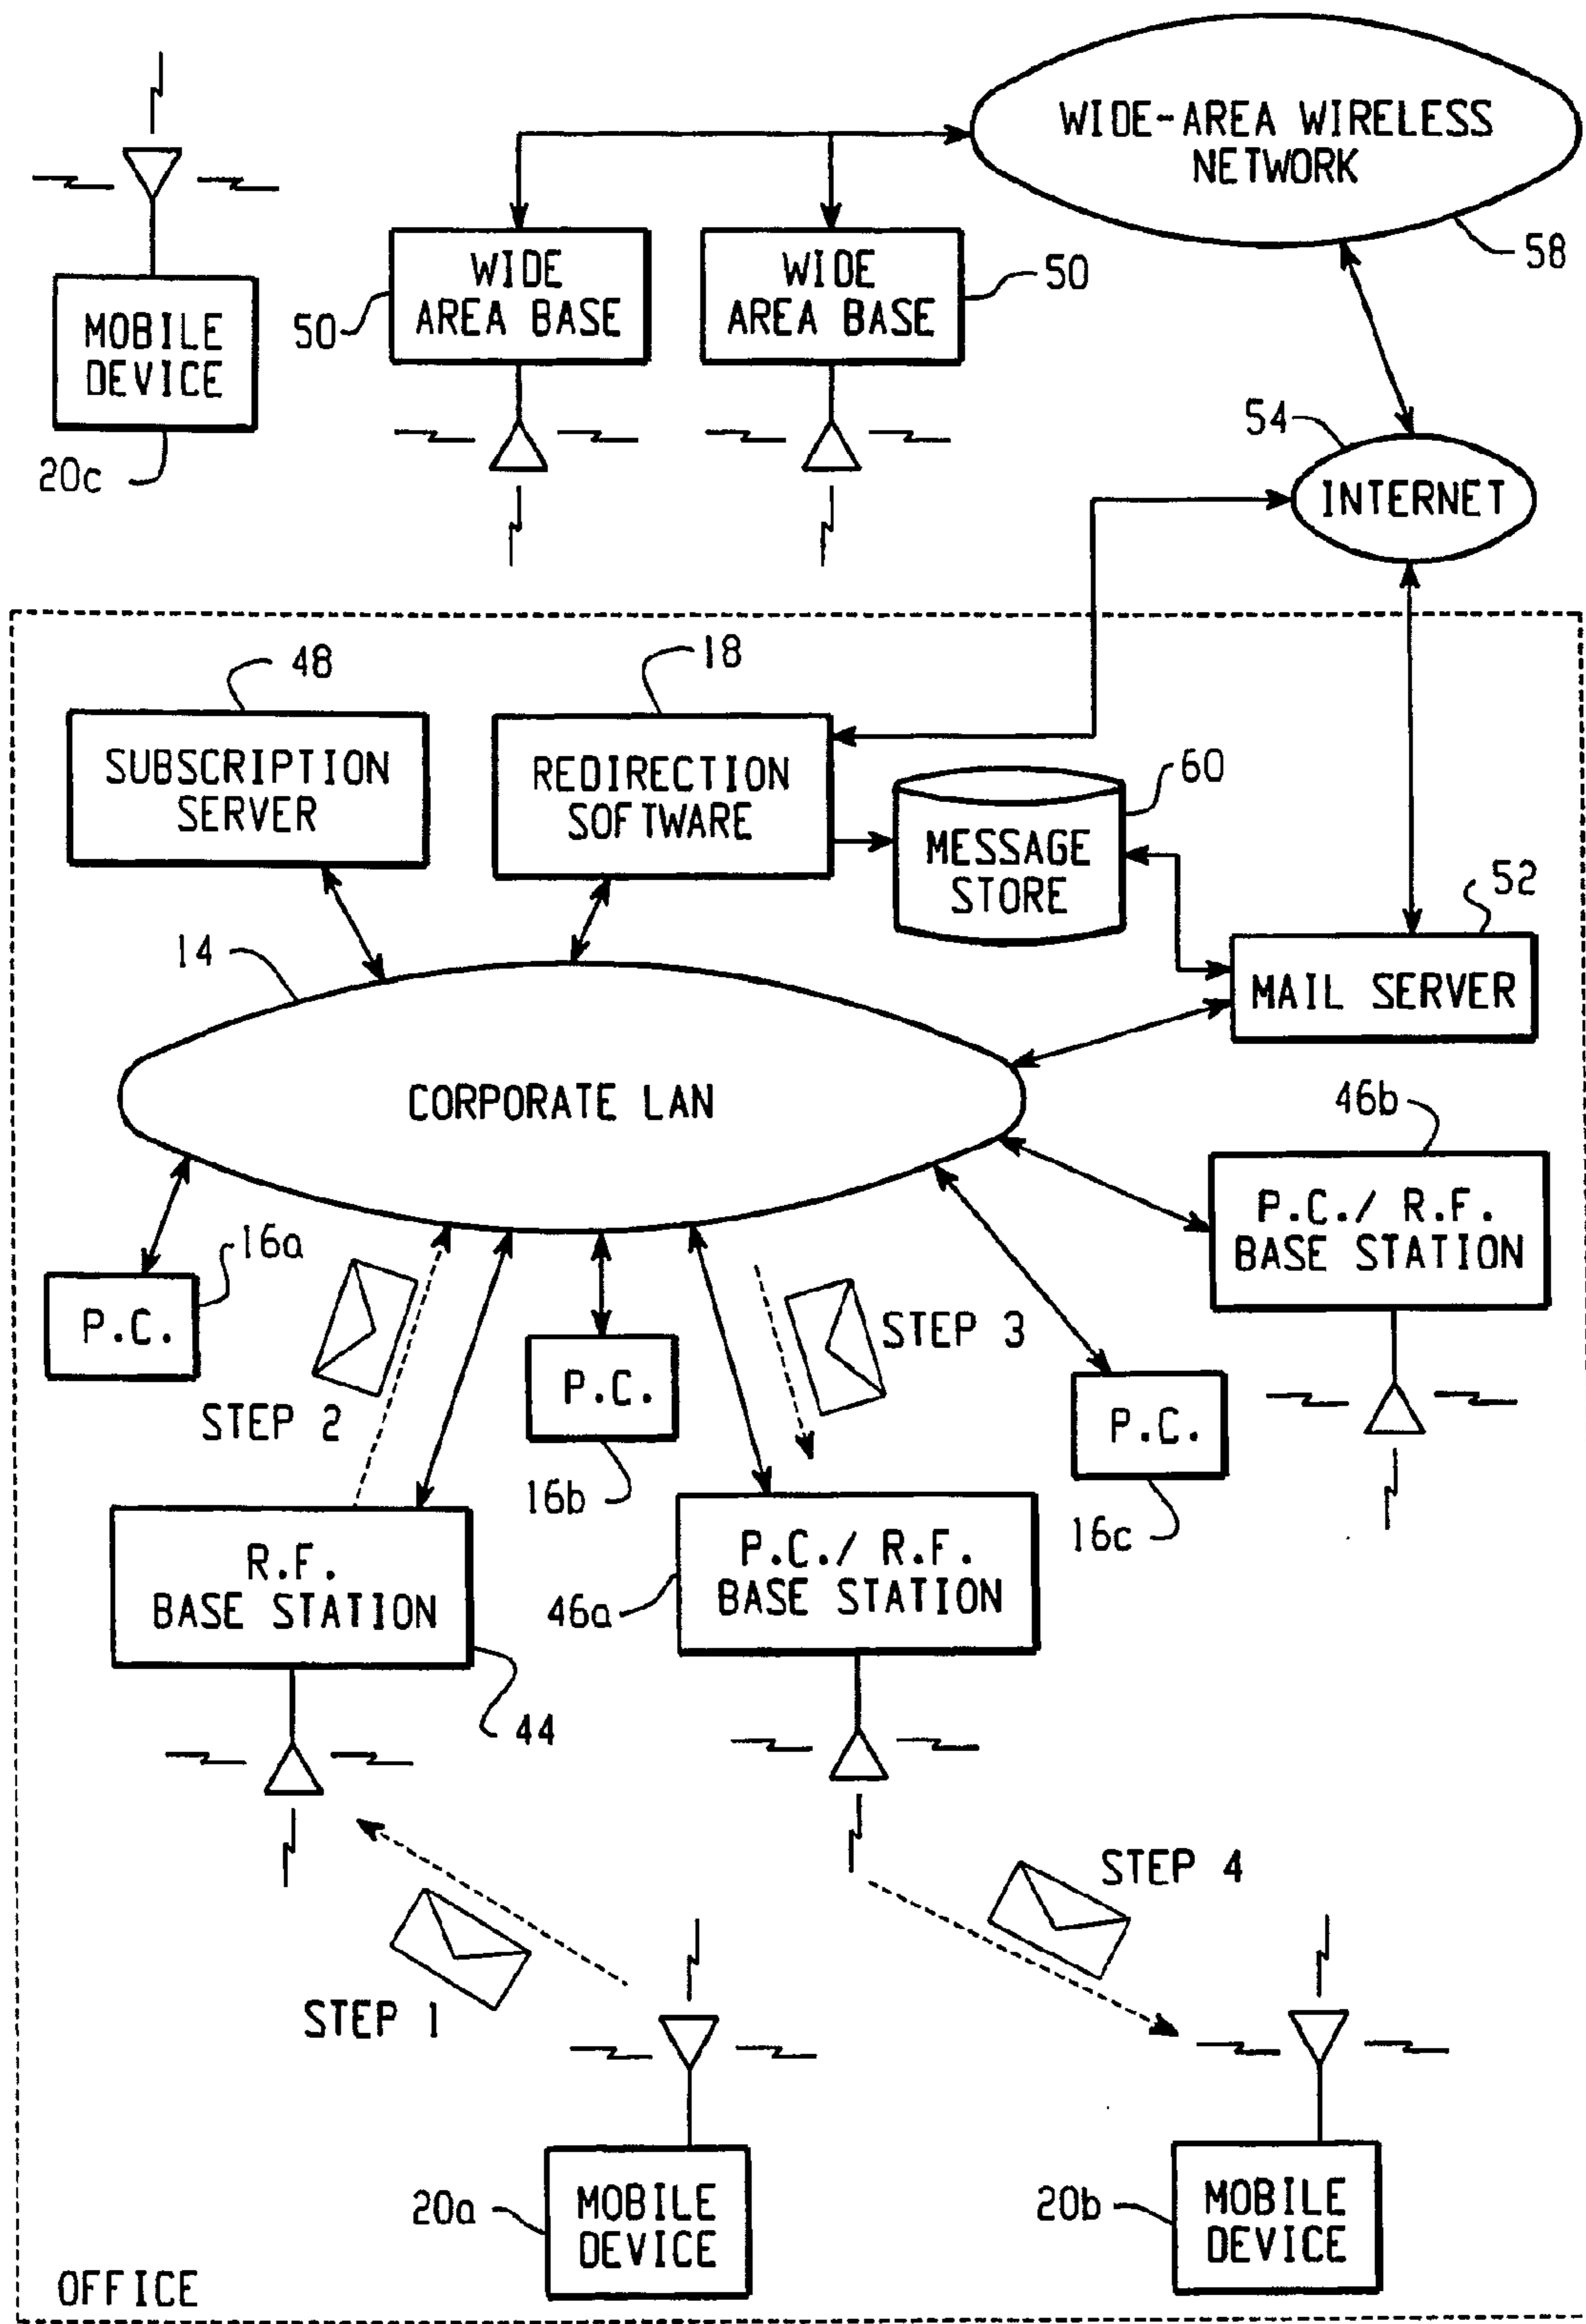 WIDE-AREA WIRELESS
NETWORK
58
WIDE
AREA BASE
50
WIDE
AREA BASE
50
MOBILE
DEVICE
20c
54
INTERNET
48
18
SUBSCRIPTION
SERVER
REDIRECTION
SOFTWARE
60
MESSAGE
STORE
52
MAIL SERVER
14
CORPORATE LAN
46b
P.C./ R.F.
BASE STATION
16a
P.C.
STEP 2
P.C.
16b
STEP 3
P.C.
16c
R.F.
BASE STATION
44
P.C./ R.F.
BASE STATION
46a
STEP 4
STEP 1
20a
MOBILE
DEVICE
20b
MOBILE
DEVICE
OFFICE